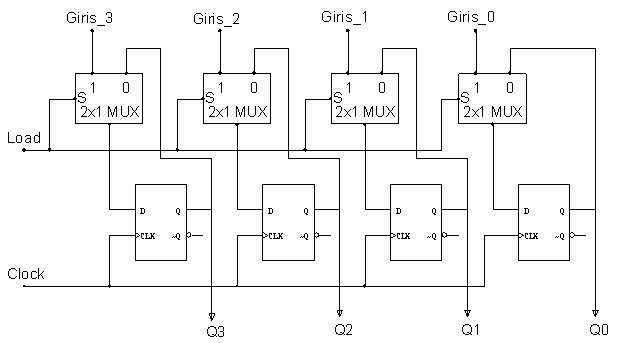 Giris_3 Giris_2 Giris_1 Giris_0
1 0 1 0 1 0 1 0
S S S S
2x1 MUX 2x1 MUX 2x1 MUX 2x1 MUX
Load
D Q D Q D Q D Q
CLK ~Q CLK ~Q CLK ~Q CLK ~Q
Clock
Q3 Q2 Q1 Q0